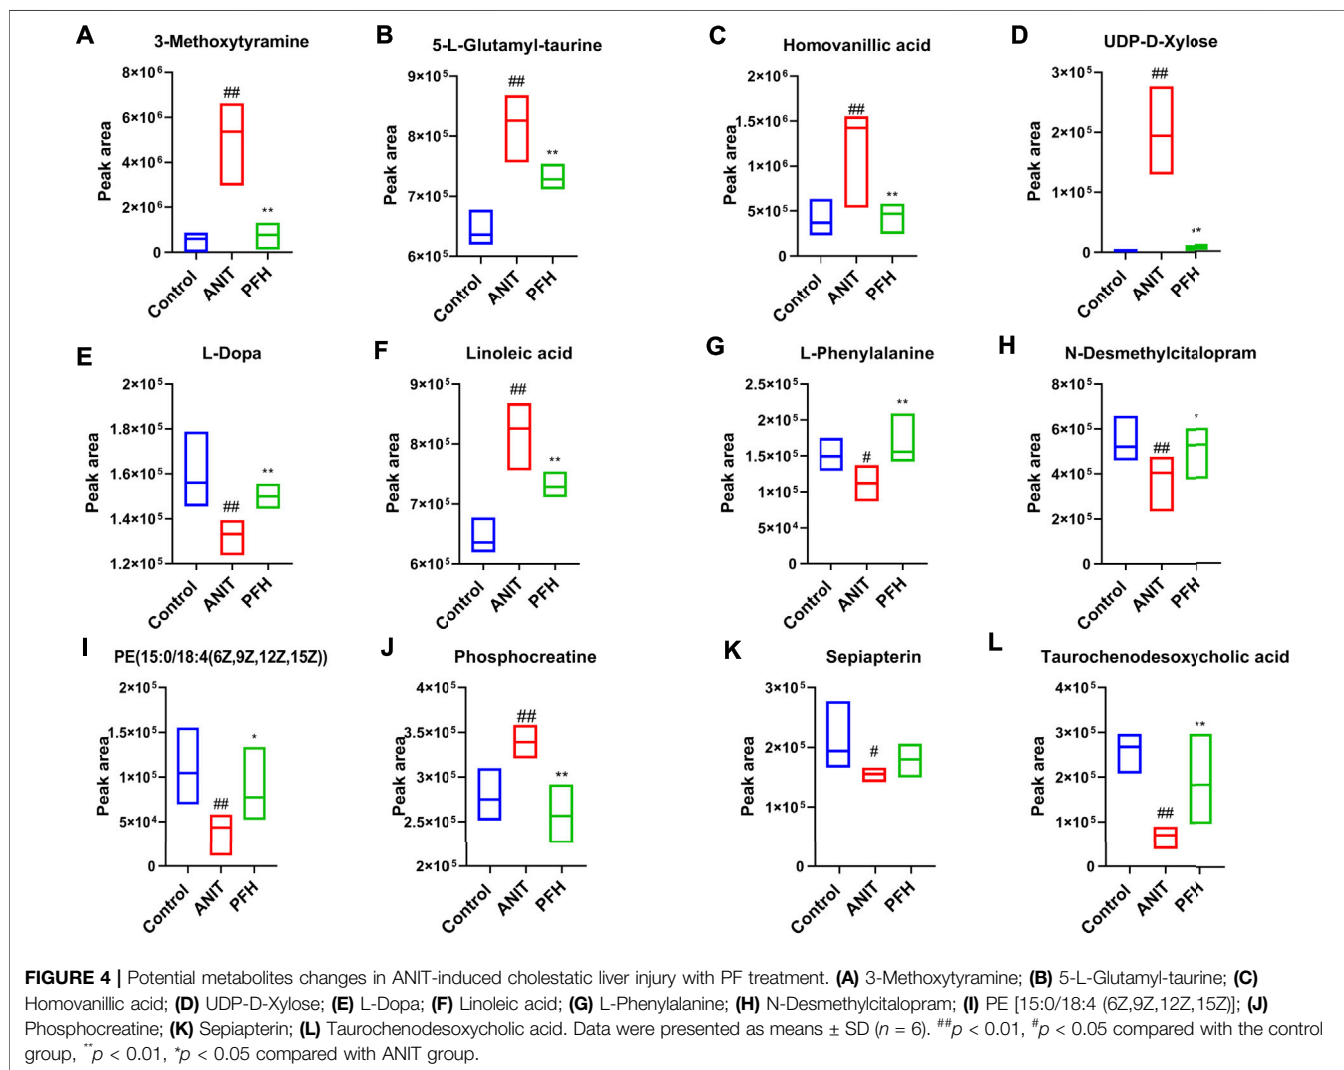 A
3-Methoxytyramine
8×10⁶
6×10⁶
4×10⁶
2×10⁶
0
Peak area
##
**
Control
ANIT
PFH
B
5-L-Glutamyl-taurine
9×10⁵
8×10⁵
7×10⁵
6×10⁵
Peak area
##
**
Control
ANIT
PFH
C
Homovanillic acid
2×10⁶
1.5×10⁶
1×10⁶
5×10⁵
0
Peak area
##
**
Control
ANIT
PFH
D
UDP-D-Xylose
3×10⁵
2×10⁵
1×10⁵
0
Peak area
##
**
Control
ANIT
PFH
E
L-Dopa
2×10⁵
1.8×10⁵
1.6×10⁵
1.4×10⁵
1.2×10⁵
Peak area
##
**
Control
ANIT
PFH
F
Linoleic acid
9×10⁵
8×10⁵
7×10⁵
6×10⁵
Peak area
##
**
Control
ANIT
PFH
G
L-Phenylalanine
2.5×10⁵
2×10⁵
1.5×10⁵
1×10⁵
5×10⁴
0
Peak area
#
**
Control
ANIT
PFH
H
N-Desmethylcitalopram
8×10⁵
6×10⁵
4×10⁵
2×10⁵
0
Peak area
##
*
Control
ANIT
PFH
I
PE(15:0/18:4(6Z,9Z,12Z,15Z))
2×10⁵
1.5×10⁵
1×10⁵
5×10⁴
0
Peak area
##
*
Control
ANIT
PFH
J
Phosphocreatine
4×10⁵
3.5×10⁵
3×10⁵
2.5×10⁵
2×10⁵
Peak area
##
**
Control
ANIT
PFH
K
Sepiapterin
3×10⁵
2×10⁵
1×10⁵
0
Peak area
#
Control
ANIT
PFH
L
Taurochenodesoxycholic acid
4×10⁵
3×10⁵
2×10⁵
1×10⁵
0
Peak area
##
**
Control
ANIT
PFH
FIGURE 4 | Potential metabolites changes in ANIT-induced cholestatic liver injury with PF treatment. (A) 3-Methoxytyramine; (B) 5-L-Glutamyl-taurine; (C)
Homovanillic acid; (D) UDP-D-Xylose; (E) L-Dopa; (F) Linoleic acid; (G) L-Phenylalanine; (H) N-Desmethylcitalopram; (I) PE [15:0/18:4 (6Z,9Z,12Z,15Z)]; (J)
Phosphocreatine; (K) Sepiapterin; (L) Taurochenodesoxycholic acid. Data were presented as means ± SD (n = 6). ##p < 0.01, #p < 0.05 compared with the control
group, **p < 0.01, *p < 0.05 compared with ANIT group.